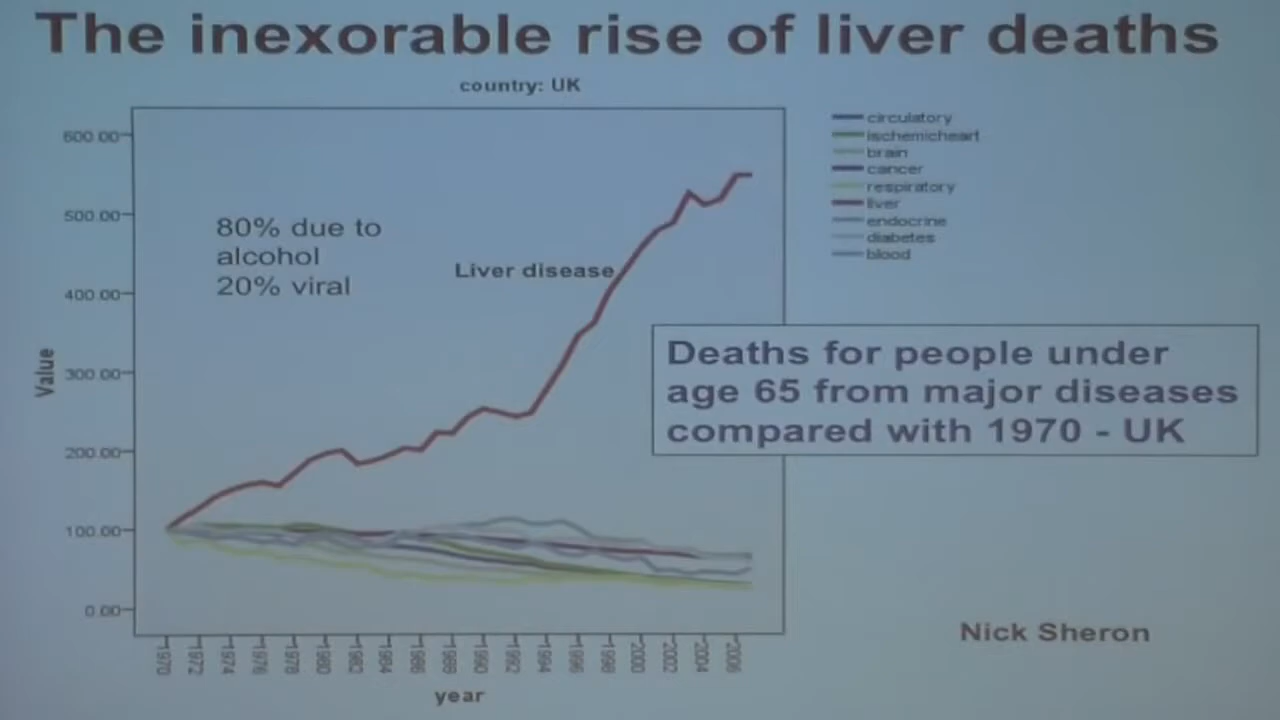 The inexorable rise of liver deaths
country: UK
600.00
500.00
400.00
300.00
200.00
100.00
0.00
Value
80% due to
alcohol
20% viral
Liver disease
circulatory
ischemicheart
brain
cancer
respiratory
liver
endocrine
diabetes
blood
Deaths for people under
age 65 from major diseases
compared with 1970 - UK
1970 1972 1974 1976 1978 1980 1982 1984 1986 1988 1990 1992 1994 1996 1998 2000 2002 2004 2006
year
Nick Sheron